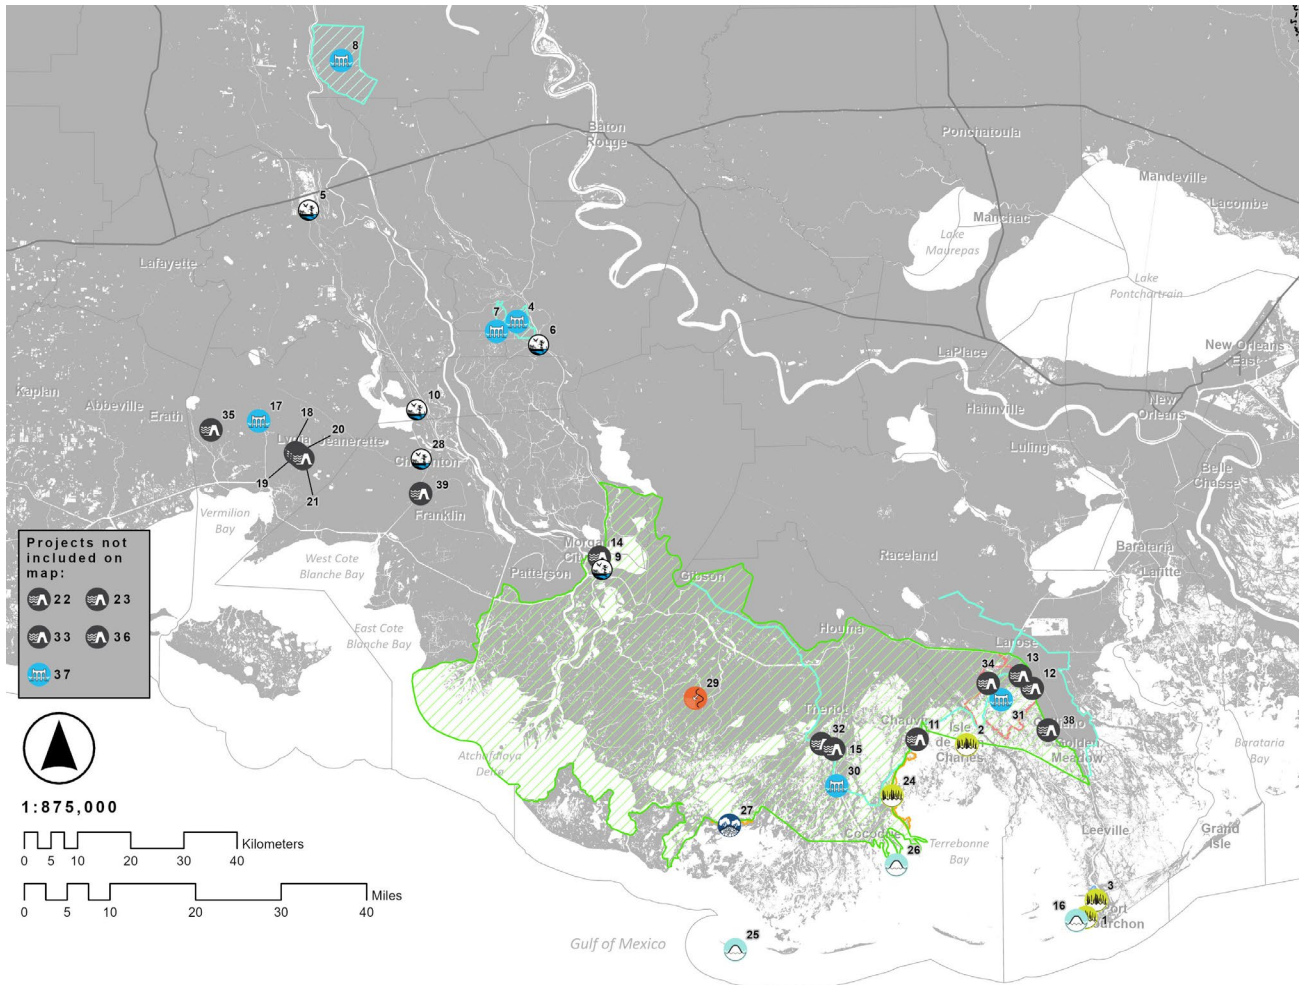 8
Baton
Rouge
Ponchatoula
Mandeville
5
Lacombe
Manchac
Lake
Maurepas
Lafayette
Lake
Pontchartrain
7
4
6
New Orleans
East
LaPlace
Kaplan
Abbeville
Erath
35
17
18
10
New
Orleans
Hahnville
20
Jeanerette
28
Luling
19
21
39
Belle
Chasse
Franklin
Vermilion
Bay
Projects not
included on
map:
22
23
33
36
37
West Cote
Blanche Bay
14
9
Patterson
Gibson
Raceland
Barataria
Lafitte
East Cote
Blanche Bay
Houma
Larose
34
13
12
29
31
38
Golden
Meadow
11
2
Isle
de
Charles
32
15
30
24
Atchafalaya
Delta
Barataria
Bay
1:875,000
27
26
Terrebonne
Bay
Leeville
Grand
Isle
Kilometers
0 5 10 20 30 40
Miles
0 5 10 20 30 40
3
16
1
25
Gulf of Mexico